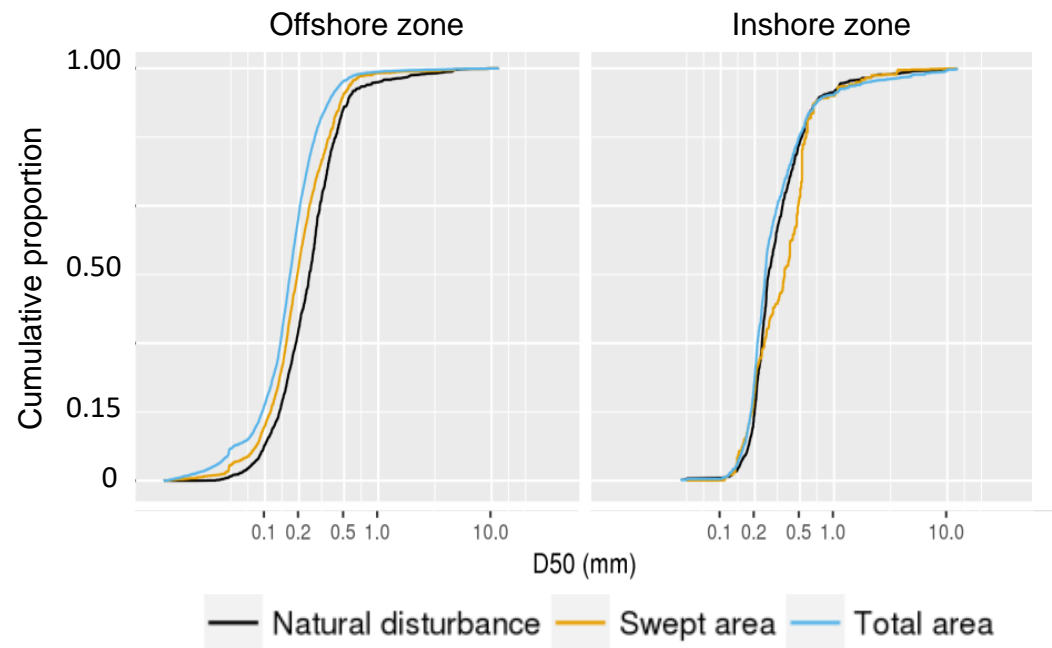 Offshore zone
Inshore zone
Cumulative proportion
1.00
0.50
0.15
0
0.1 0.2 0.5 1.0 10.0
0.1 0.2 0.5 1.0 10.0
D50 (mm)
Natural disturbance Swept area Total area